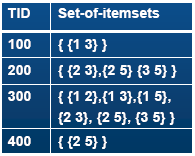 TID Set-of-itemsets
100 { {1 3} }
200 { {2 3},{2 5} {3 5} }
300 { {1 2},{1 3},{1 5},
{2 3}, {2 5}, {3 5} }
400 { {2 5} }